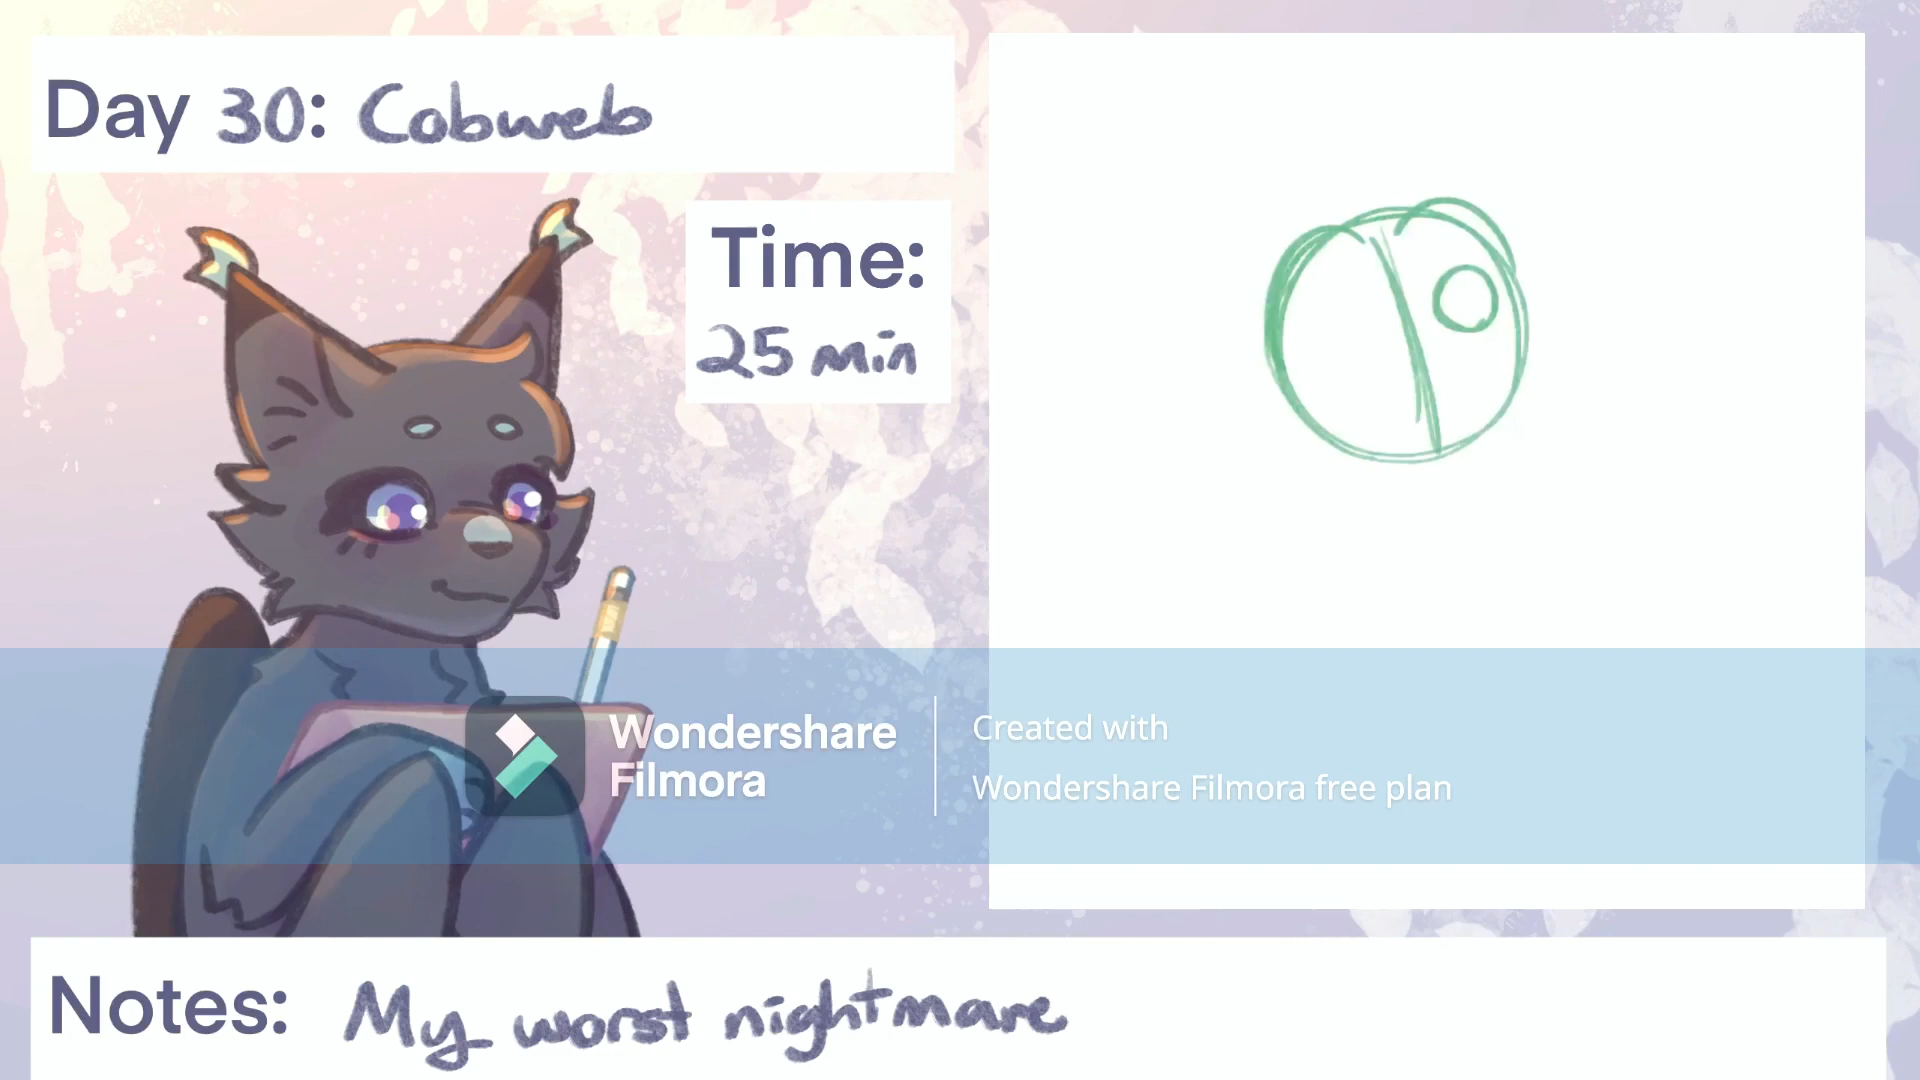 Day 30: Cobweb
Time:
25 min
Wondershare
Filmora
Created with
Wondershare Filmora free plan
Notes: My worst nightmare